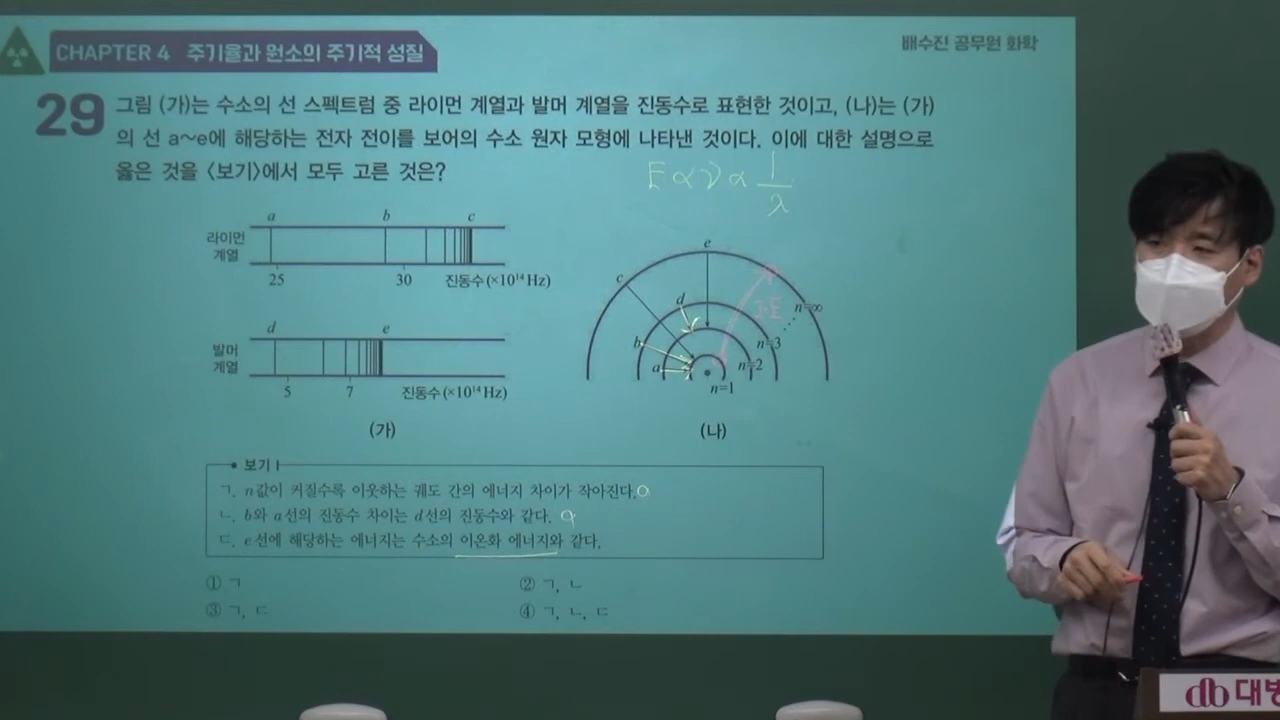 CHAPTER 4 주기율과 원소의 주기적 성질
배수진 공무원 화학
29 그림 (가)는 수소의 선 스펙트럼 중 라이먼 계열과 발머 계열을 진동수로 표현한 것이고, (나)는 (가)
의 선 a~e에 해당하는 전자 전이를 보어의 수소 원자 모형에 나타낸 것이다. 이에 대한 설명으로
옳은 것을 〈보기〉에서 모두 고른 것은?
E ∝ ν ∝ 1/λ
a b c
라이먼
계열
25 30 진동수(×10¹⁴ Hz)
d e
발머
계열
5 7 진동수(×10¹⁴ Hz)
(가)
e
c
d
I.E
n=∞
b
n=3
a
n=2
n=1
(나)
보기
ㄱ. n값이 커질수록 이웃하는 궤도 간의 에너지 차이가 작아진다. o
ㄴ. b와 a선의 진동수 차이는 d선의 진동수와 같다. o
ㄷ. e선에 해당하는 에너지는 수소의 이온화 에너지와 같다.
① ㄱ ② ㄱ, ㄴ
③ ㄱ, ㄷ ④ ㄱ, ㄴ, ㄷ